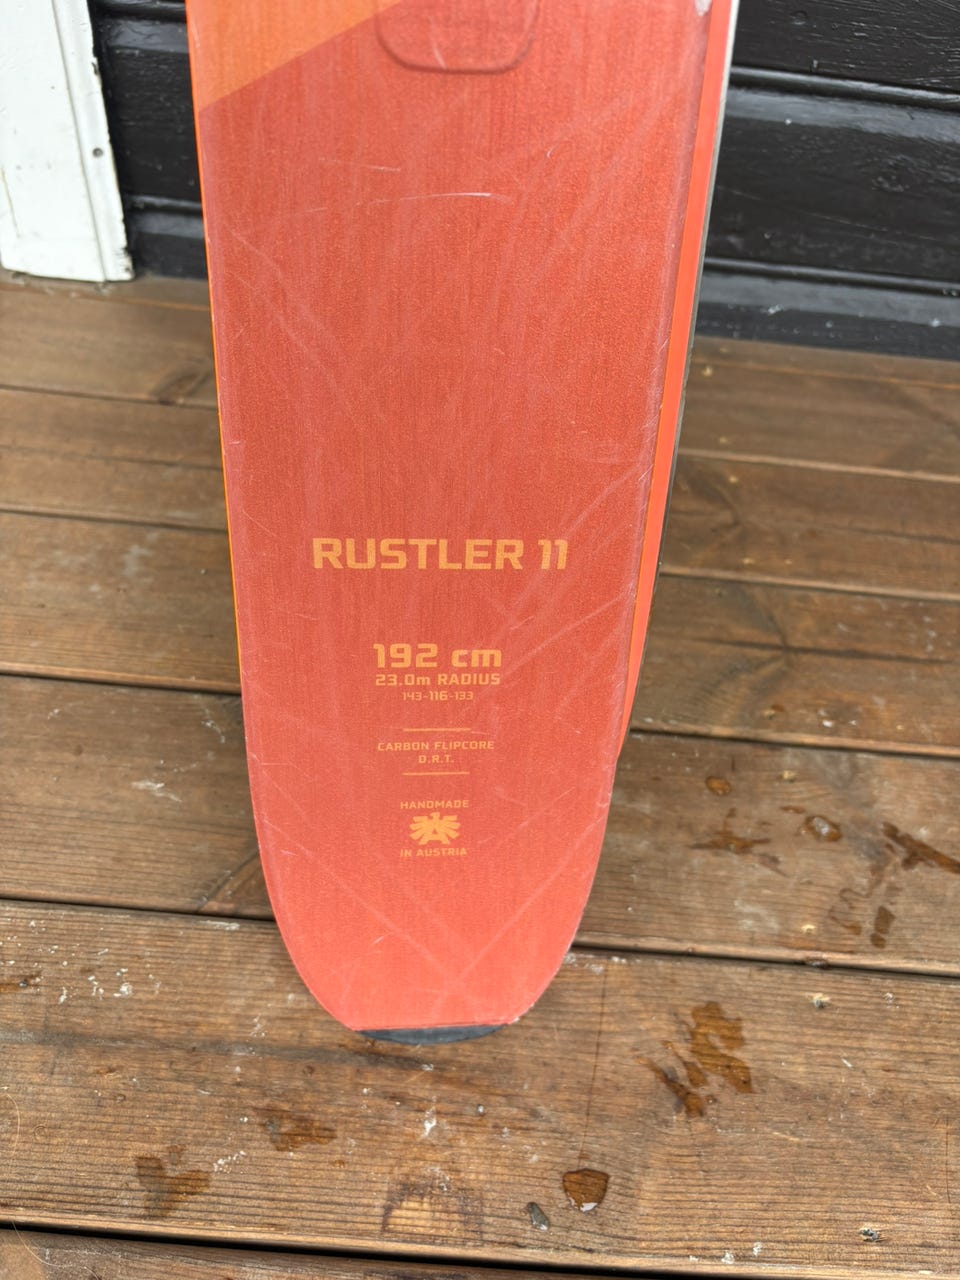 RUSTLER 11
192 cm
23.0m RADIUS
143-116-133
CARBON FLIPCORE
D.R.T.
HANDMADE
IN AUSTRIA